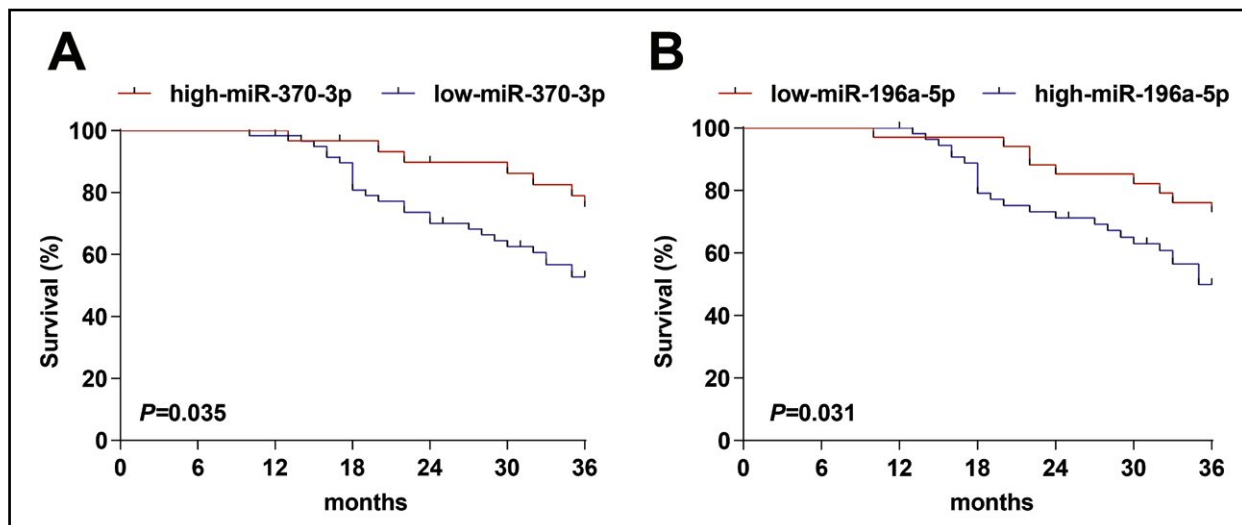 A
high-miR-370-3p low-miR-370-3p
100
80
60
40
20
0
Survival (%)
P=0.035
0 6 12 18 24 30 36
months
B
low-miR-196a-5p high-miR-196a-5p
100
80
60
40
20
0
Survival (%)
P=0.031
0 6 12 18 24 30 36
months